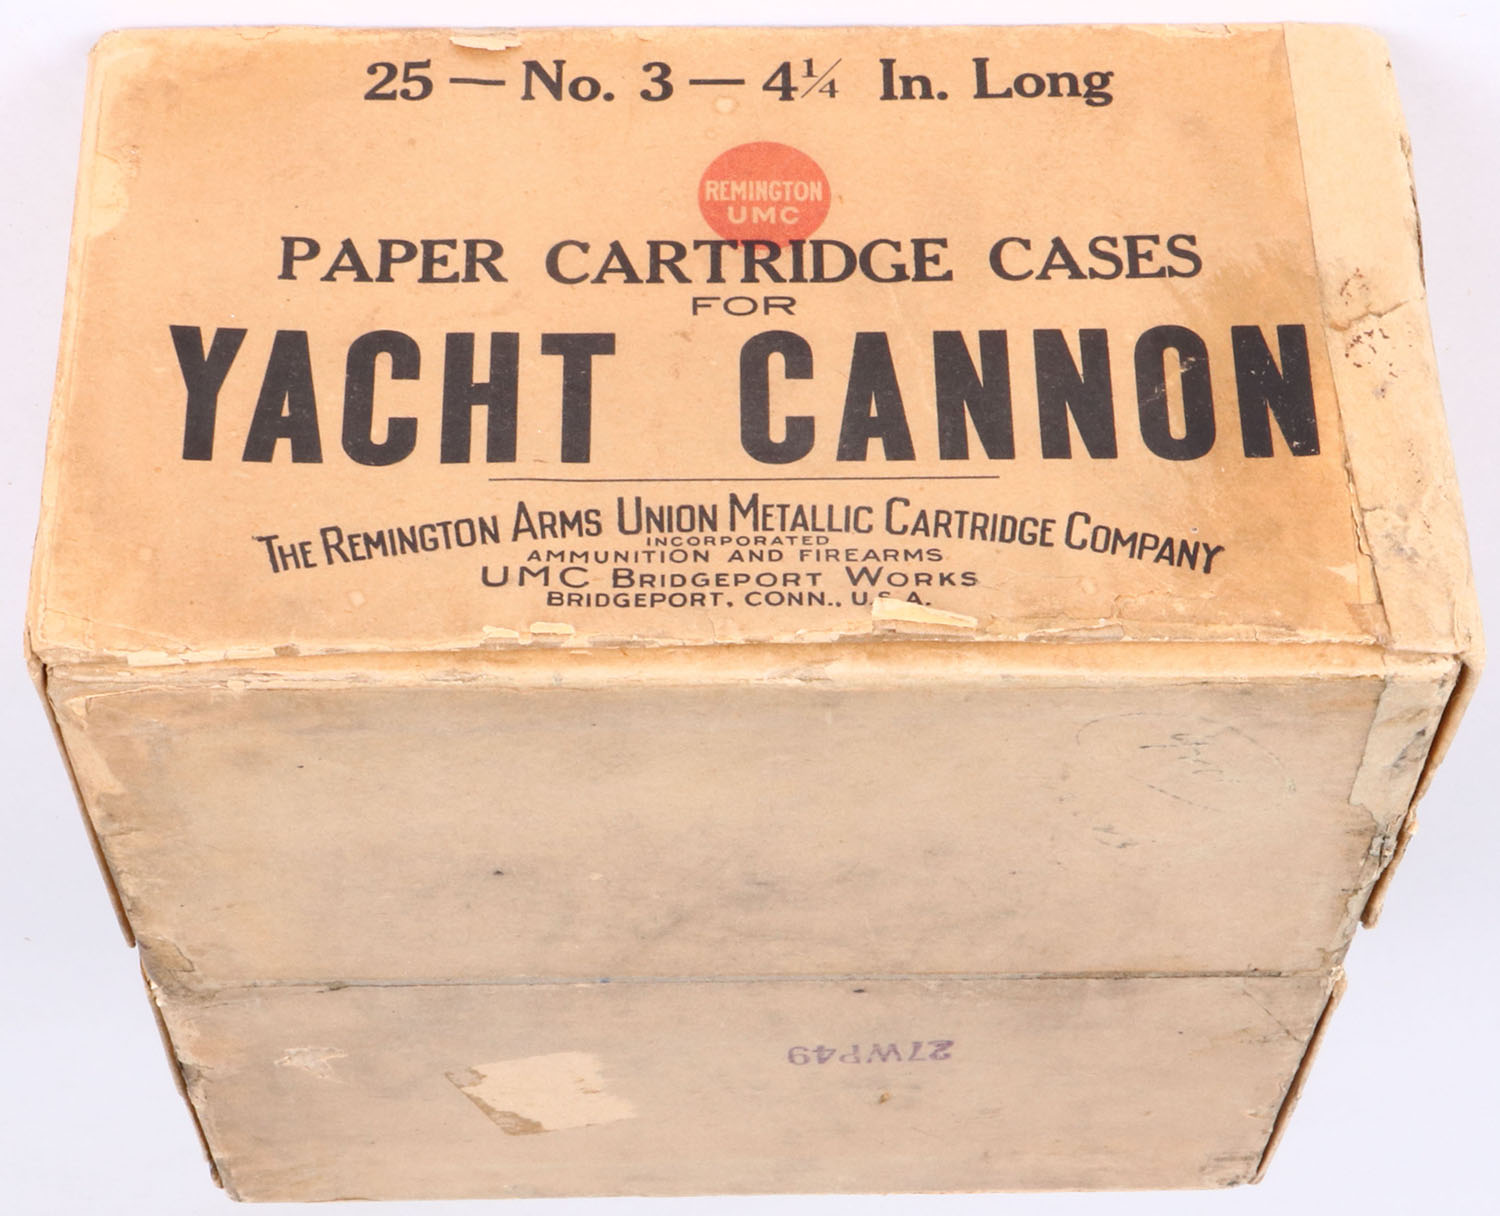 25 — No. 3 — 4¼ In. Long
REMINGTON
UMC
PAPER CARTRIDGE CASES
FOR
YACHT CANNON
THE REMINGTON ARMS UNION METALLIC CARTRIDGE COMPANY
INCORPORATED
AMMUNITION AND FIREARMS
UMC BRIDGEPORT WORKS
BRIDGEPORT, CONN., U.S.A.
27WP49